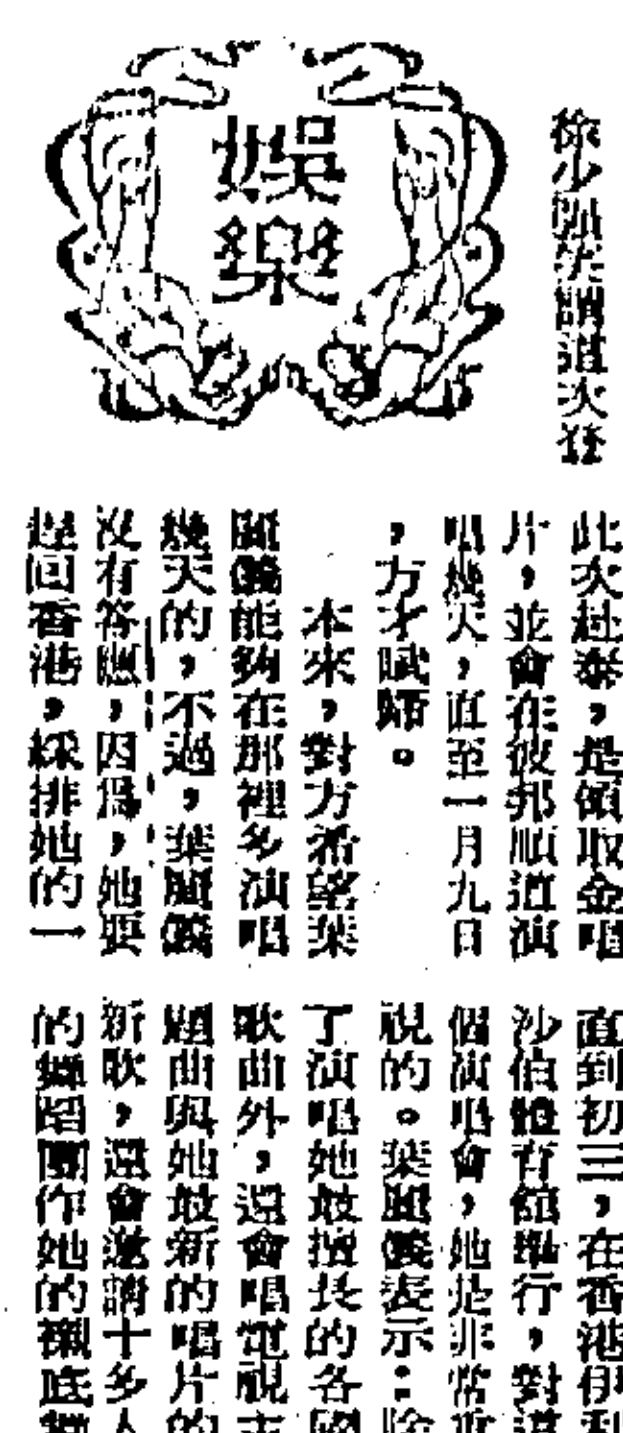 娛樂
徐少強笑謂這次發
此次赴泰，是領取金唱
片，並會在彼邦順道演
唱幾天，直至一月九日
，方才賦歸。
本來，對方希望葉
麗儀能夠在那裡多演唱
幾天的，不過，葉麗儀
沒有答應，因爲，她要
趕回香港，綵排她的一
直到初三，在香港伊利
沙伯體育館舉行，對這
個演唱會，她是非常重
視的。葉麗儀表示：除
了演唱她最擅長的各國
歌曲外，還會唱電視主
題曲與她最新的唱片的
新歌，還會邀請十多人
的舞蹈團作她的襯底舞